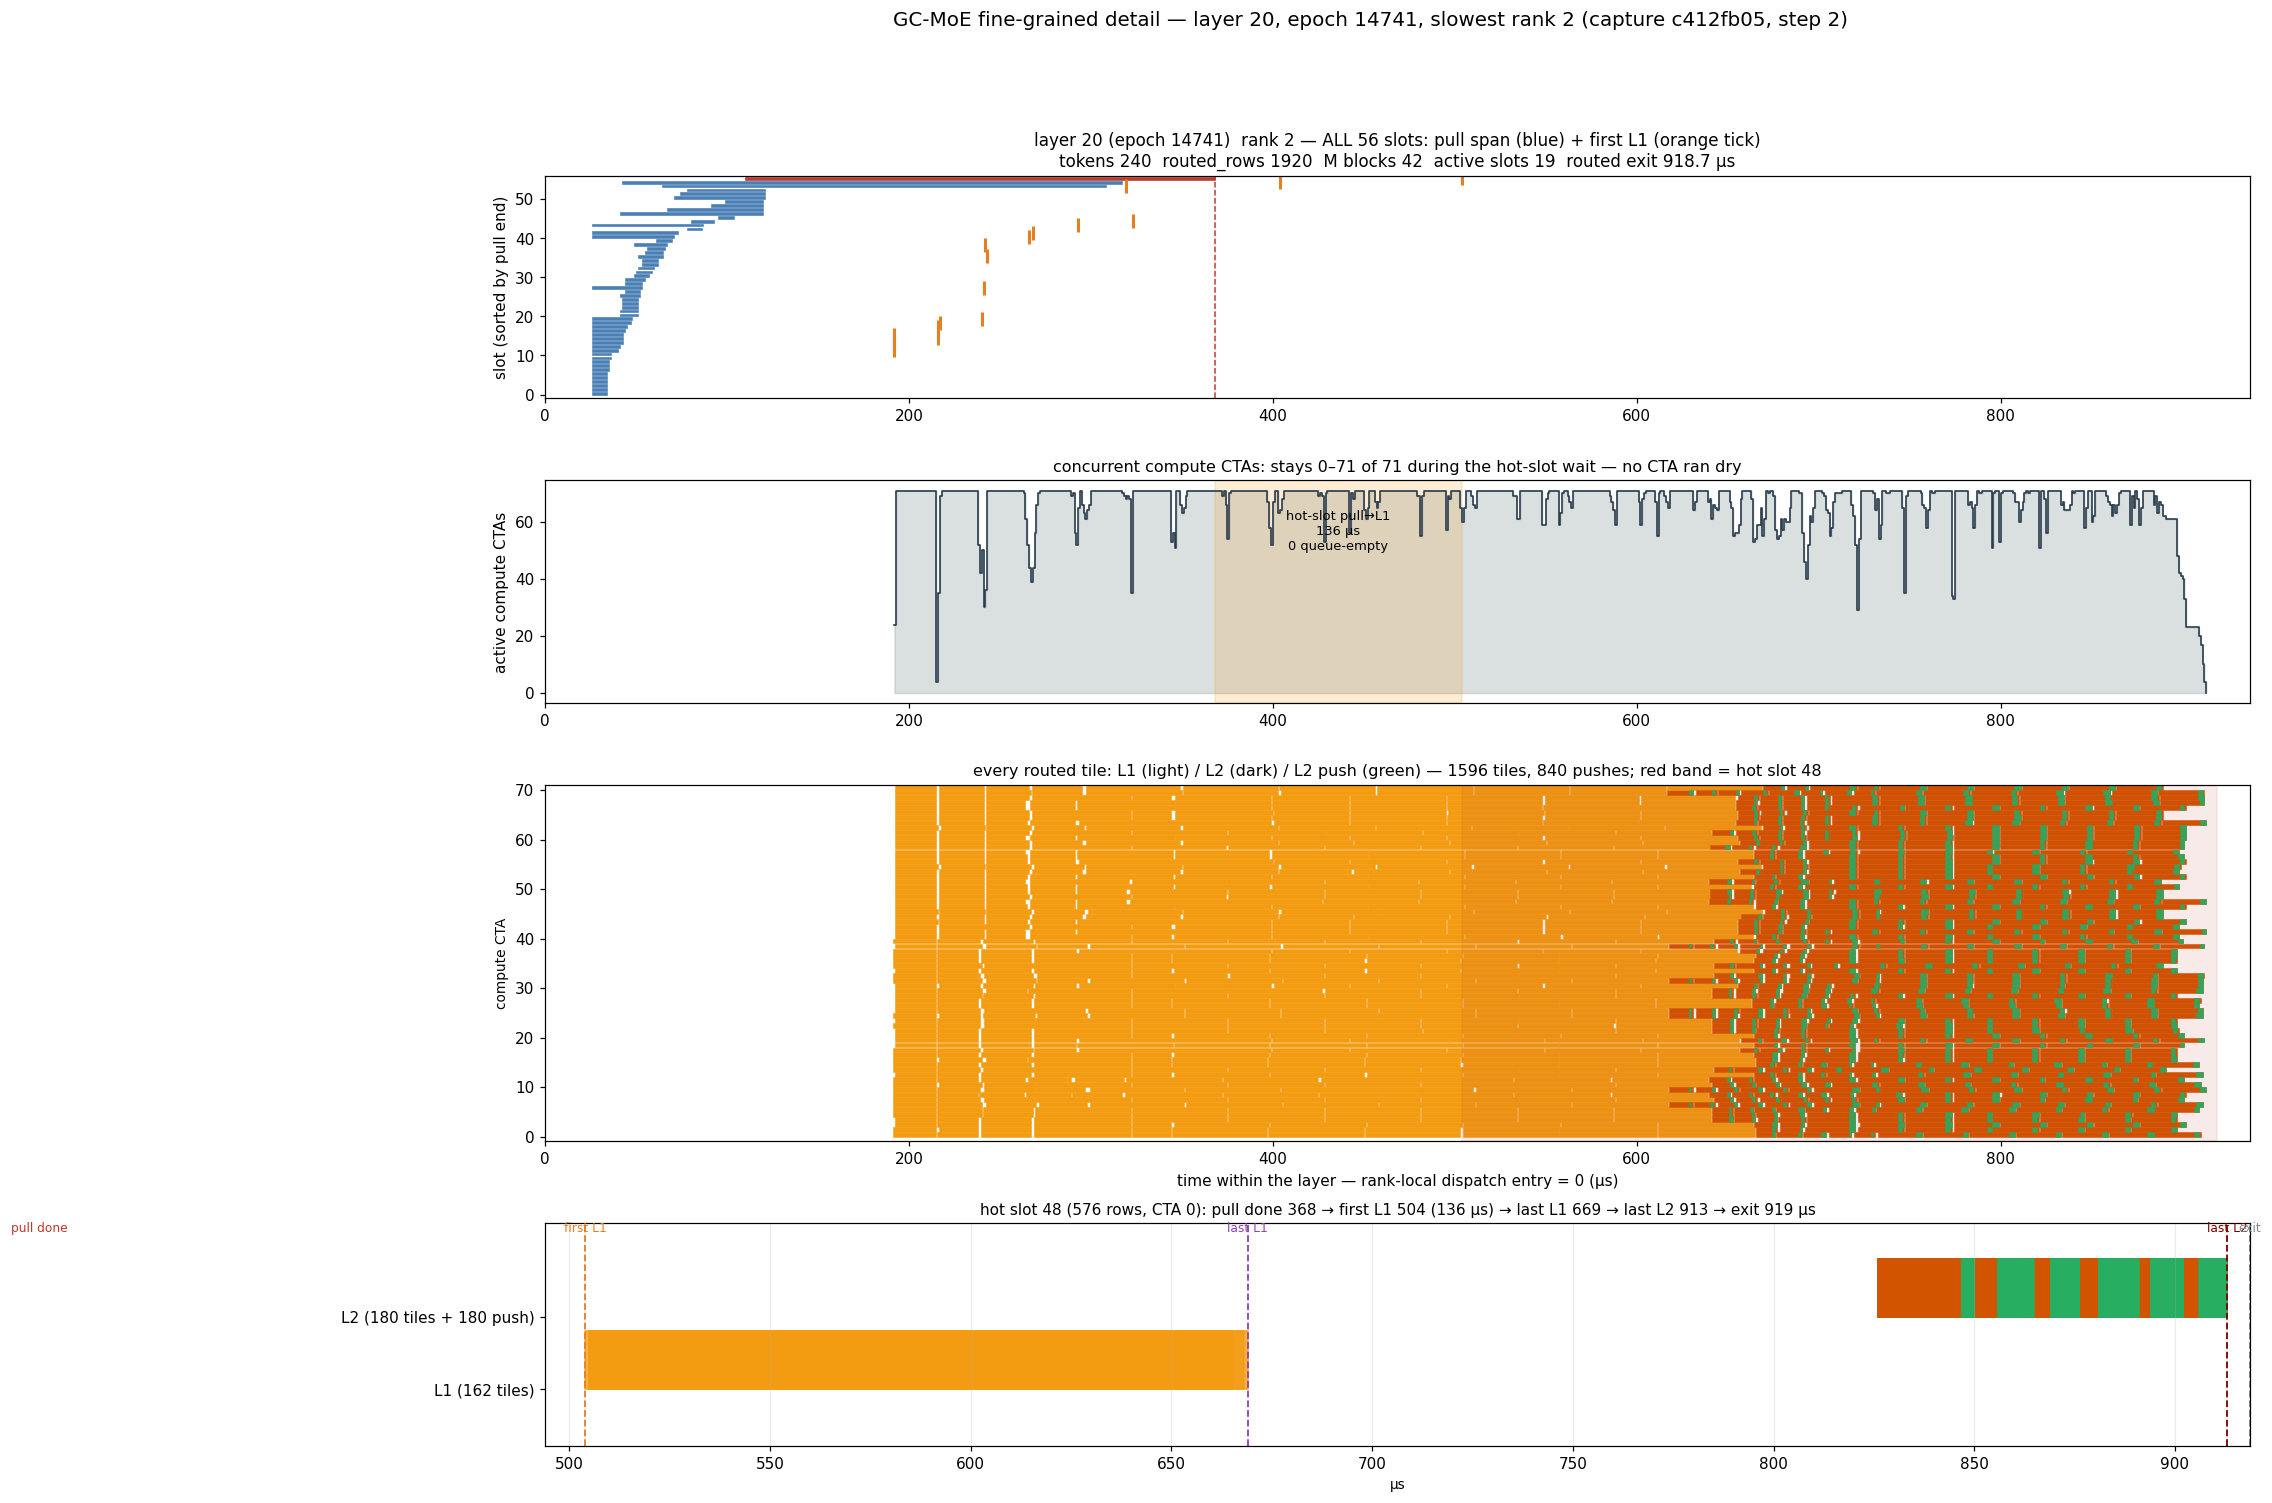 GC-MoE fine-grained detail — layer 20, epoch 14741, slowest rank 2 (capture c412fb05, step 2)
layer 20 (epoch 14741)  rank 2 — ALL 56 slots: pull span (blue) + first L1 (orange tick)
tokens 240  routed_rows 1920  M blocks 42  active slots 19  routed exit 918.7 µs
slot (sorted by pull end)
50
40
30
20
10
0
0 200 400 600 800
concurrent compute CTAs: stays 0–71 of 71 during the hot-slot wait — no CTA ran dry
active compute CTAs
60
40
20
0
hot-slot pull→L1
136 µs
0 queue-empty
0 200 400 600 800
every routed tile: L1 (light) / L2 (dark) / L2 push (green) — 1596 tiles, 840 pushes; red band = hot slot 48
compute CTA
70
60
50
40
30
20
10
0
0 200 400 600 800
time within the layer — rank-local dispatch entry = 0 (µs)
hot slot 48 (576 rows, CTA 0): pull done 368 → first L1 504 (136 µs) → last L1 669 → last L2 913 → exit 919 µs
pull done first L1 last L1 last L2 exit
L2 (180 tiles + 180 push)
L1 (162 tiles)
500 550 600 650 700 750 800 850 900
µs